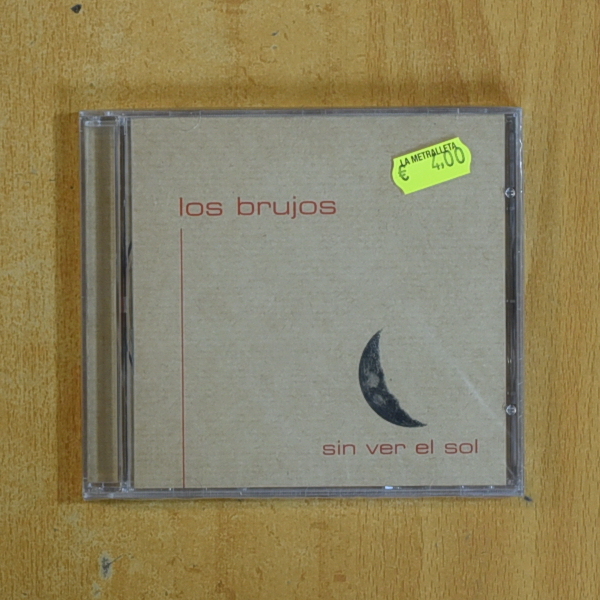 LA METRALLETA
€ 4,00
los brujos
sin ver el sol